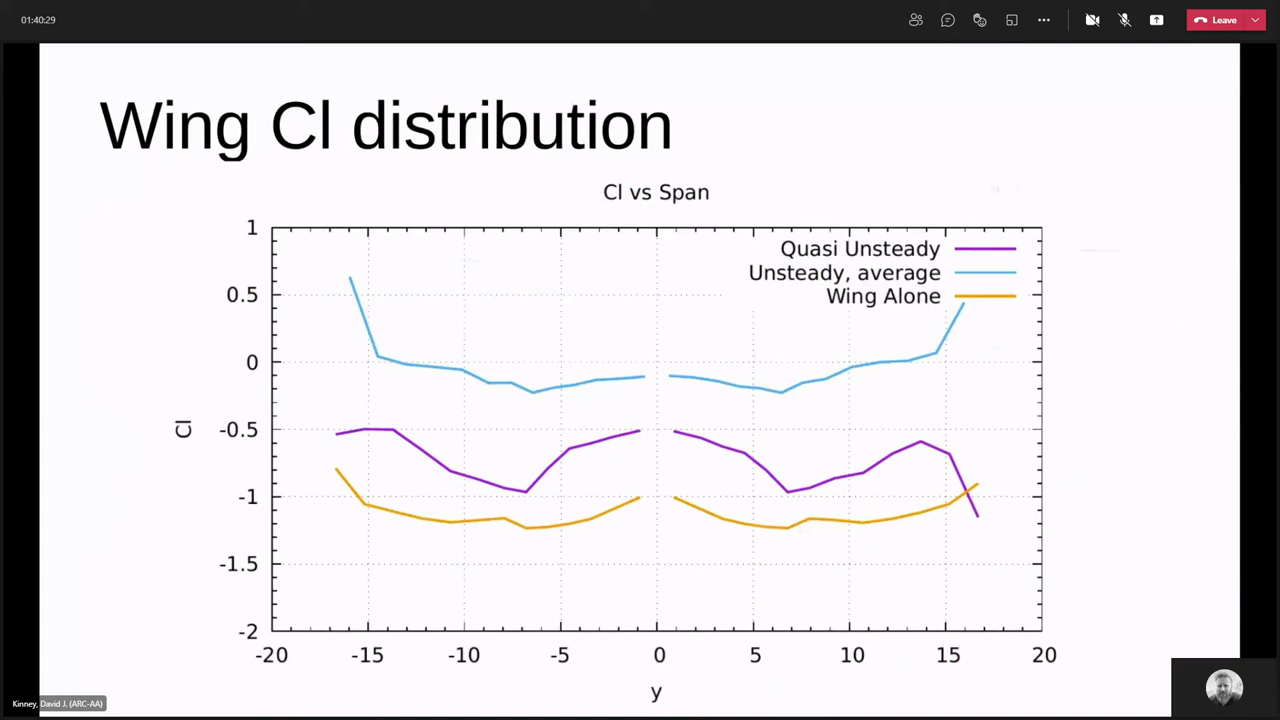 01:40:29
Leave
Wing Cl distribution
Cl vs Span
1
0.5
0
-0.5
-1
-1.5
-2
Cl
Quasi Unsteady
Unsteady, average
Wing Alone
-20 -15 -10 -5 0 5 10 15 20
y
Kinney, David J. (ARC-AA)